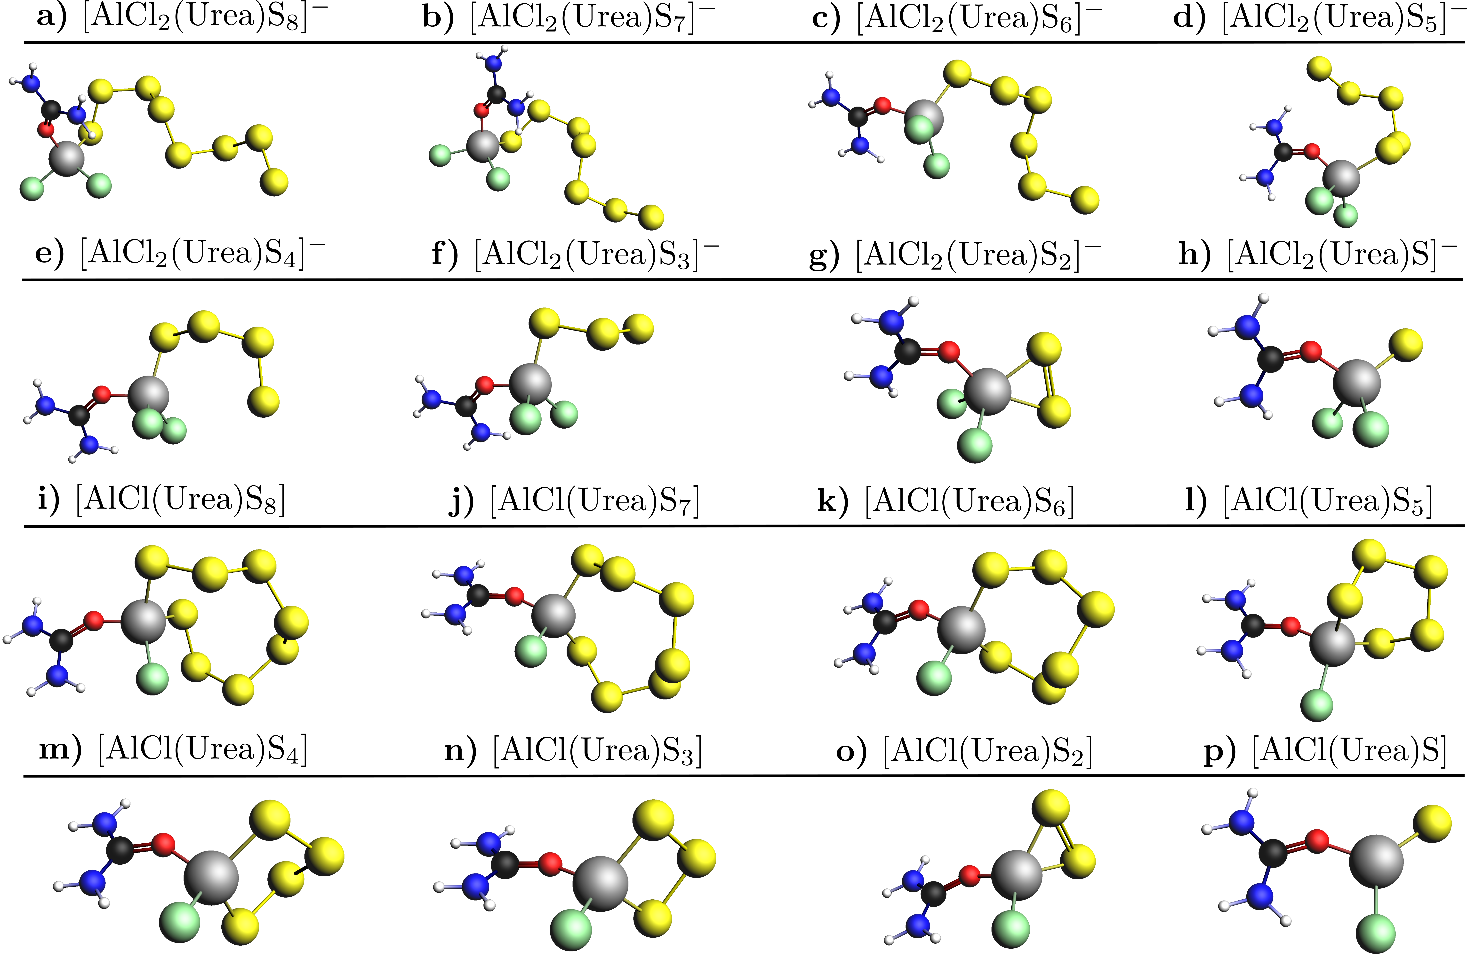 a) [AlCl₂(Urea)S₈]⁻ b) [AlCl₂(Urea)S₇]⁻ c) [AlCl₂(Urea)S₆]⁻ d) [AlCl₂(Urea)S₅]⁻
e) [AlCl₂(Urea)S₄]⁻ f) [AlCl₂(Urea)S₃]⁻ g) [AlCl₂(Urea)S₂]⁻ h) [AlCl₂(Urea)S]⁻
i) [AlCl(Urea)S₈] j) [AlCl(Urea)S₇] k) [AlCl(Urea)S₆] l) [AlCl(Urea)S₅]
m) [AlCl(Urea)S₄] n) [AlCl(Urea)S₃] o) [AlCl(Urea)S₂] p) [AlCl(Urea)S]